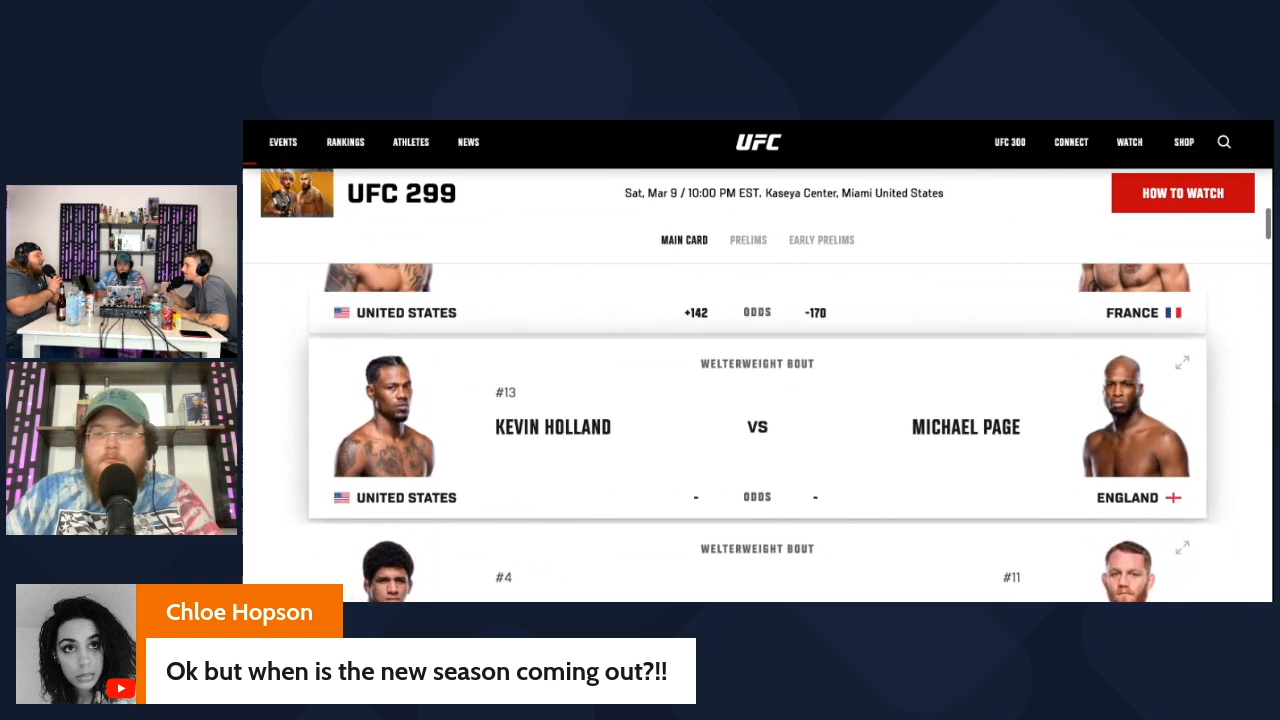 EVENTS RANKINGS ATHLETES NEWS UFC UFC 300 CONNECT WATCH SHOP
UFC 299 Sat, Mar 9 / 10:00 PM EST. Kaseya Center, Miami United States HOW TO WATCH
MAIN CARD PRELIMS EARLY PRELIMS
UNITED STATES +142 ODDS -170 FRANCE
WELTERWEIGHT BOUT
#13
KEVIN HOLLAND VS MICHAEL PAGE
UNITED STATES - ODDS - ENGLAND
WELTERWEIGHT BOUT
#4 #11
Chloe Hopson
Ok but when is the new season coming out?!!